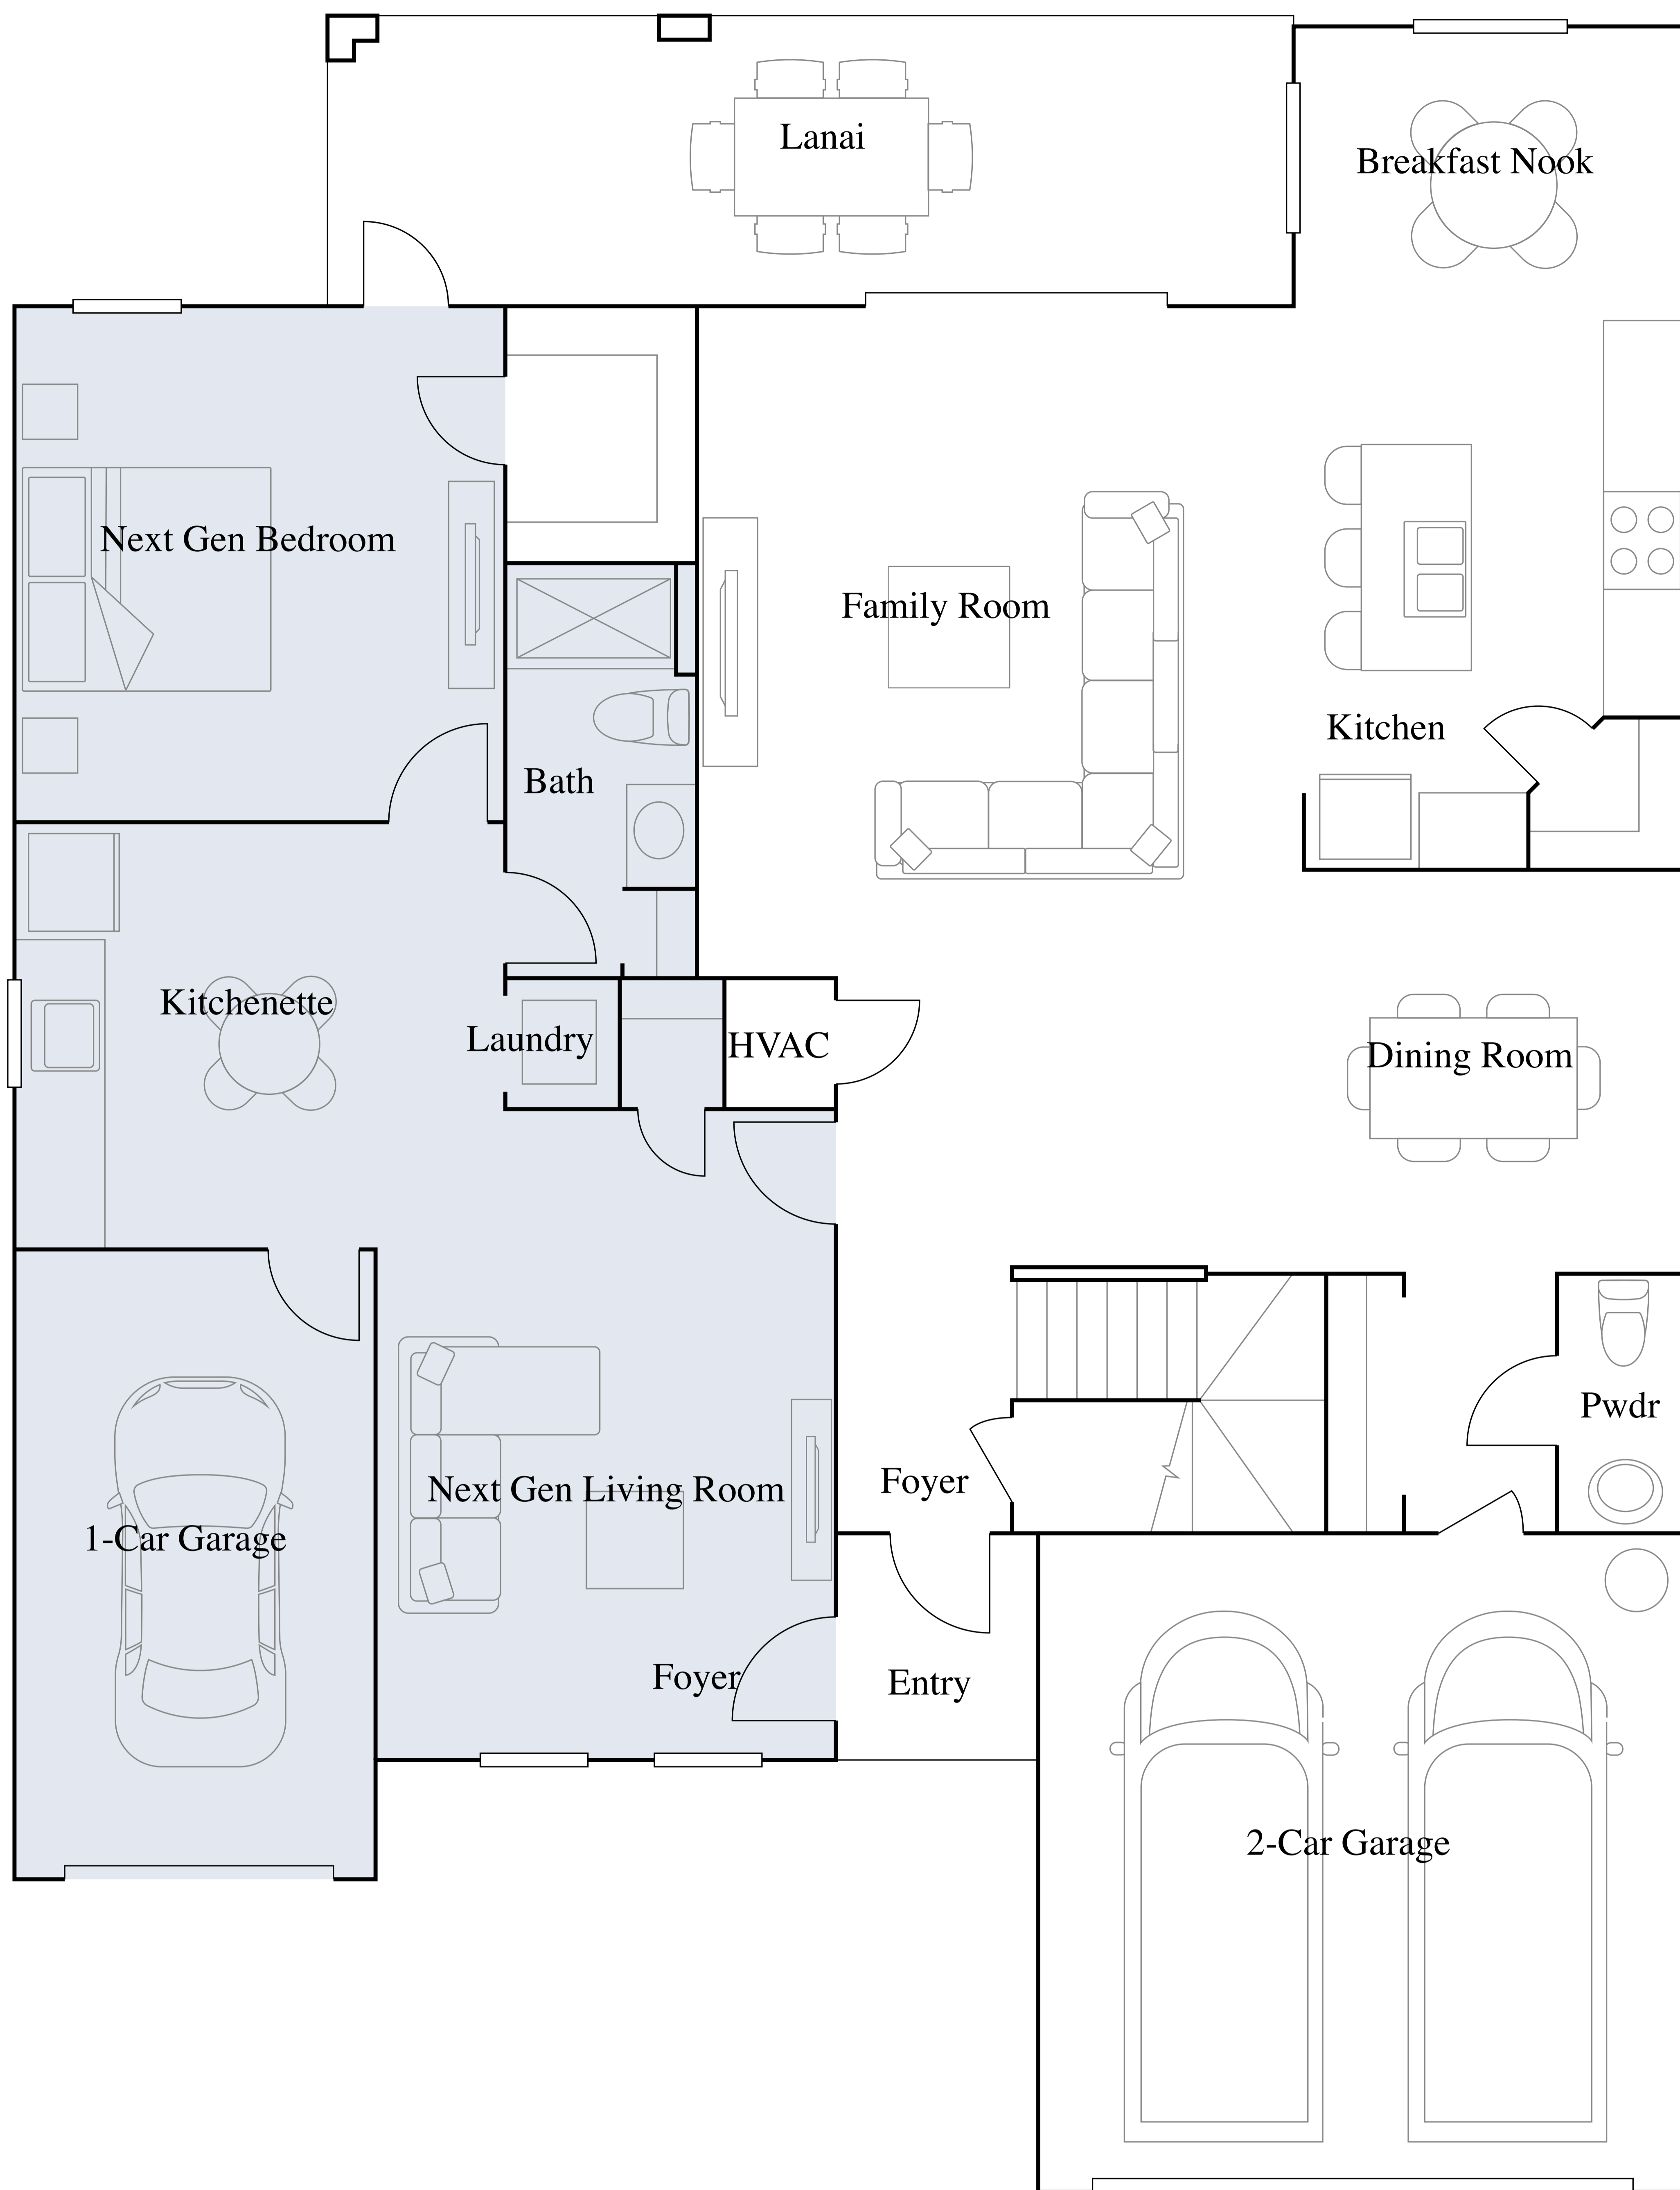 Lanai
Breakfast Nook
Next Gen Bedroom
Family Room
Kitchen
Bath
Kitchenette
Laundry
HVAC
Dining Room
Pwdr
Foyer
Next Gen Living Room
1-Car Garage
Foyer
Entry
2-Car Garage